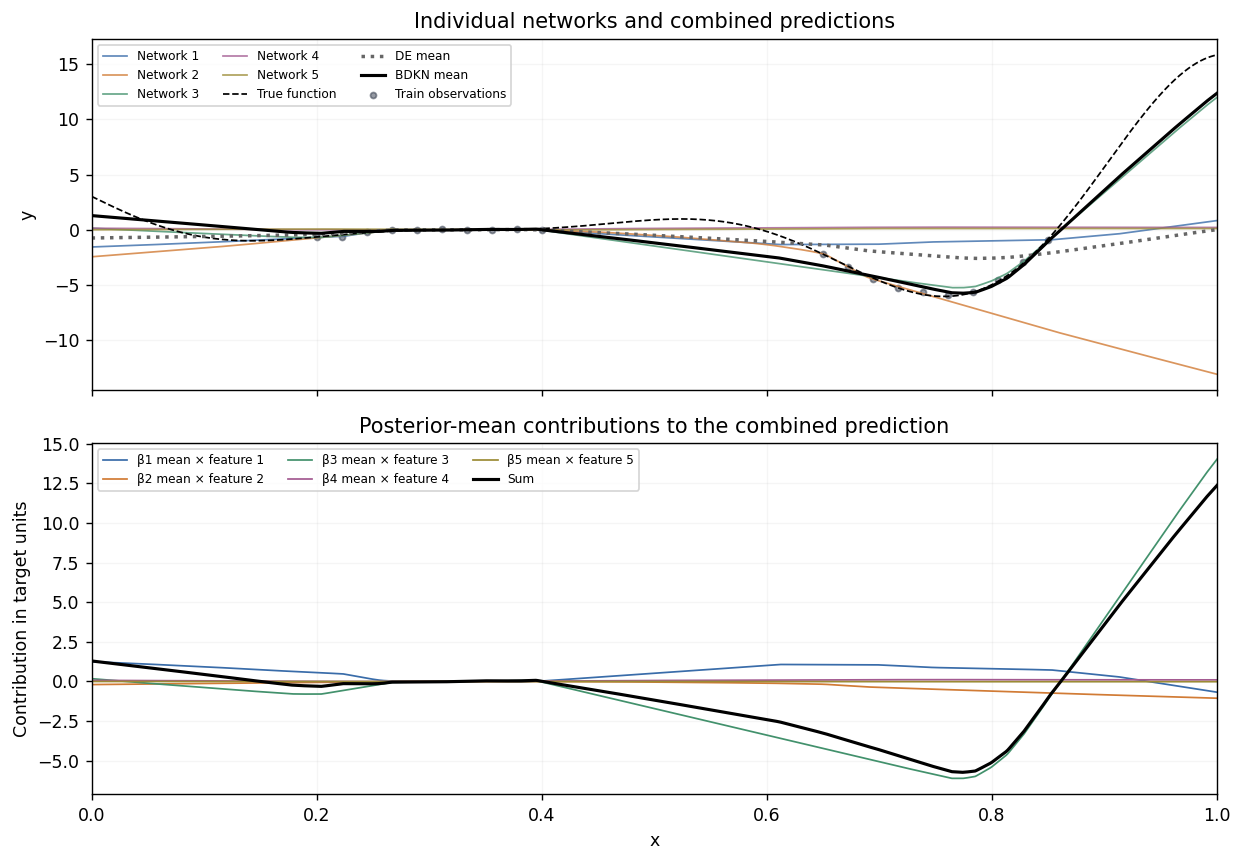 Individual networks and combined predictions
Network 1 Network 4 DE mean
Network 2 Network 5 BDKN mean
Network 3 True function Train observations
15
10
5
0
−5
−10
y
Posterior-mean contributions to the combined prediction
β1 mean × feature 1 β3 mean × feature 3 β5 mean × feature 5
β2 mean × feature 2 β4 mean × feature 4 Sum
15.0
12.5
10.0
7.5
5.0
2.5
0.0
−2.5
−5.0
Contribution in target units
0.0 0.2 0.4 0.6 0.8 1.0
x